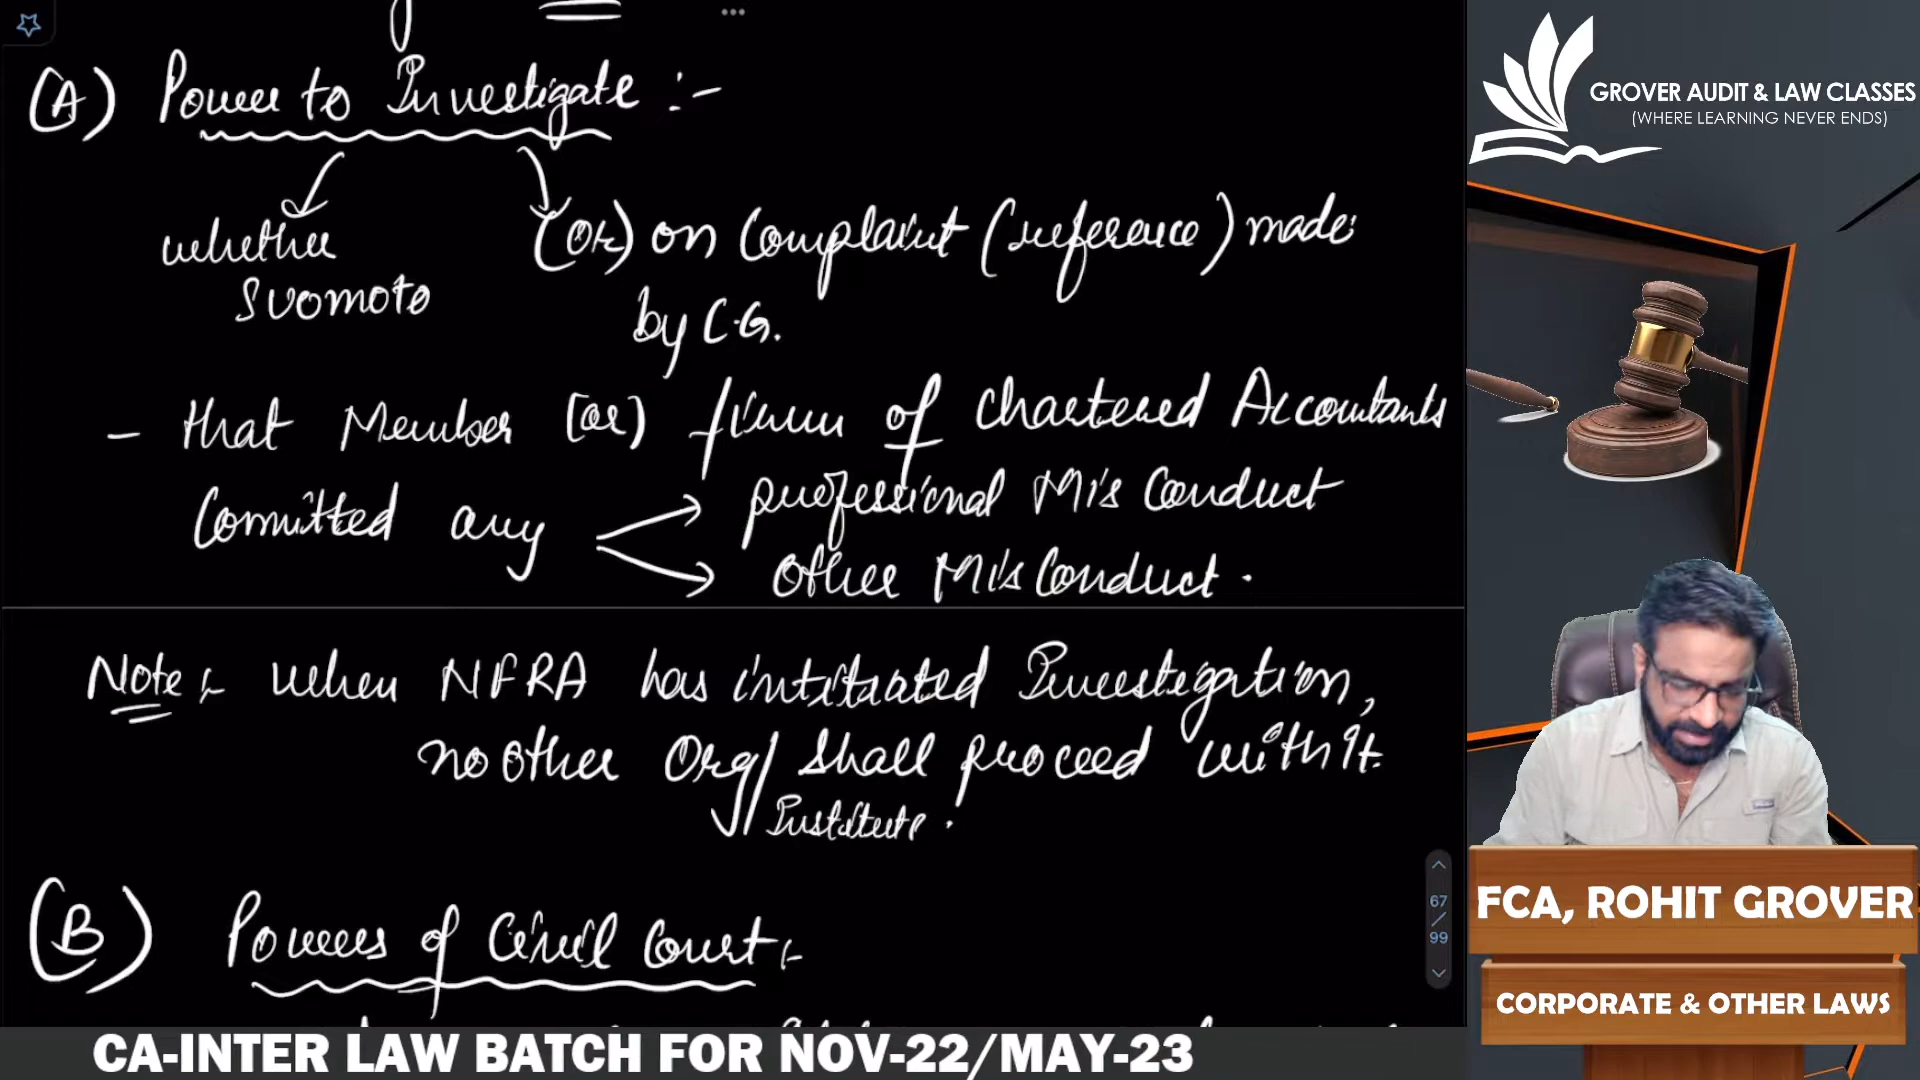 (A) Power to Investigate :-
whether
Suomoto
(OR) on Complaint (reference) made
by C.G.
- that Member (or) firm of Chartered Accountants
Committed any
professional Mis Conduct
Other Mis Conduct.
Note :- when NFRA has intitiated Investigation,
no other Org/ shall proceed with it.
Institute.
(B) Powers of Civil Court :-
67
/
99
GROVER AUDIT & LAW CLASSES
(WHERE LEARNING NEVER ENDS)
FCA, ROHIT GROVER
CORPORATE & OTHER LAWS
CA-INTER LAW BATCH FOR NOV-22/MAY-23